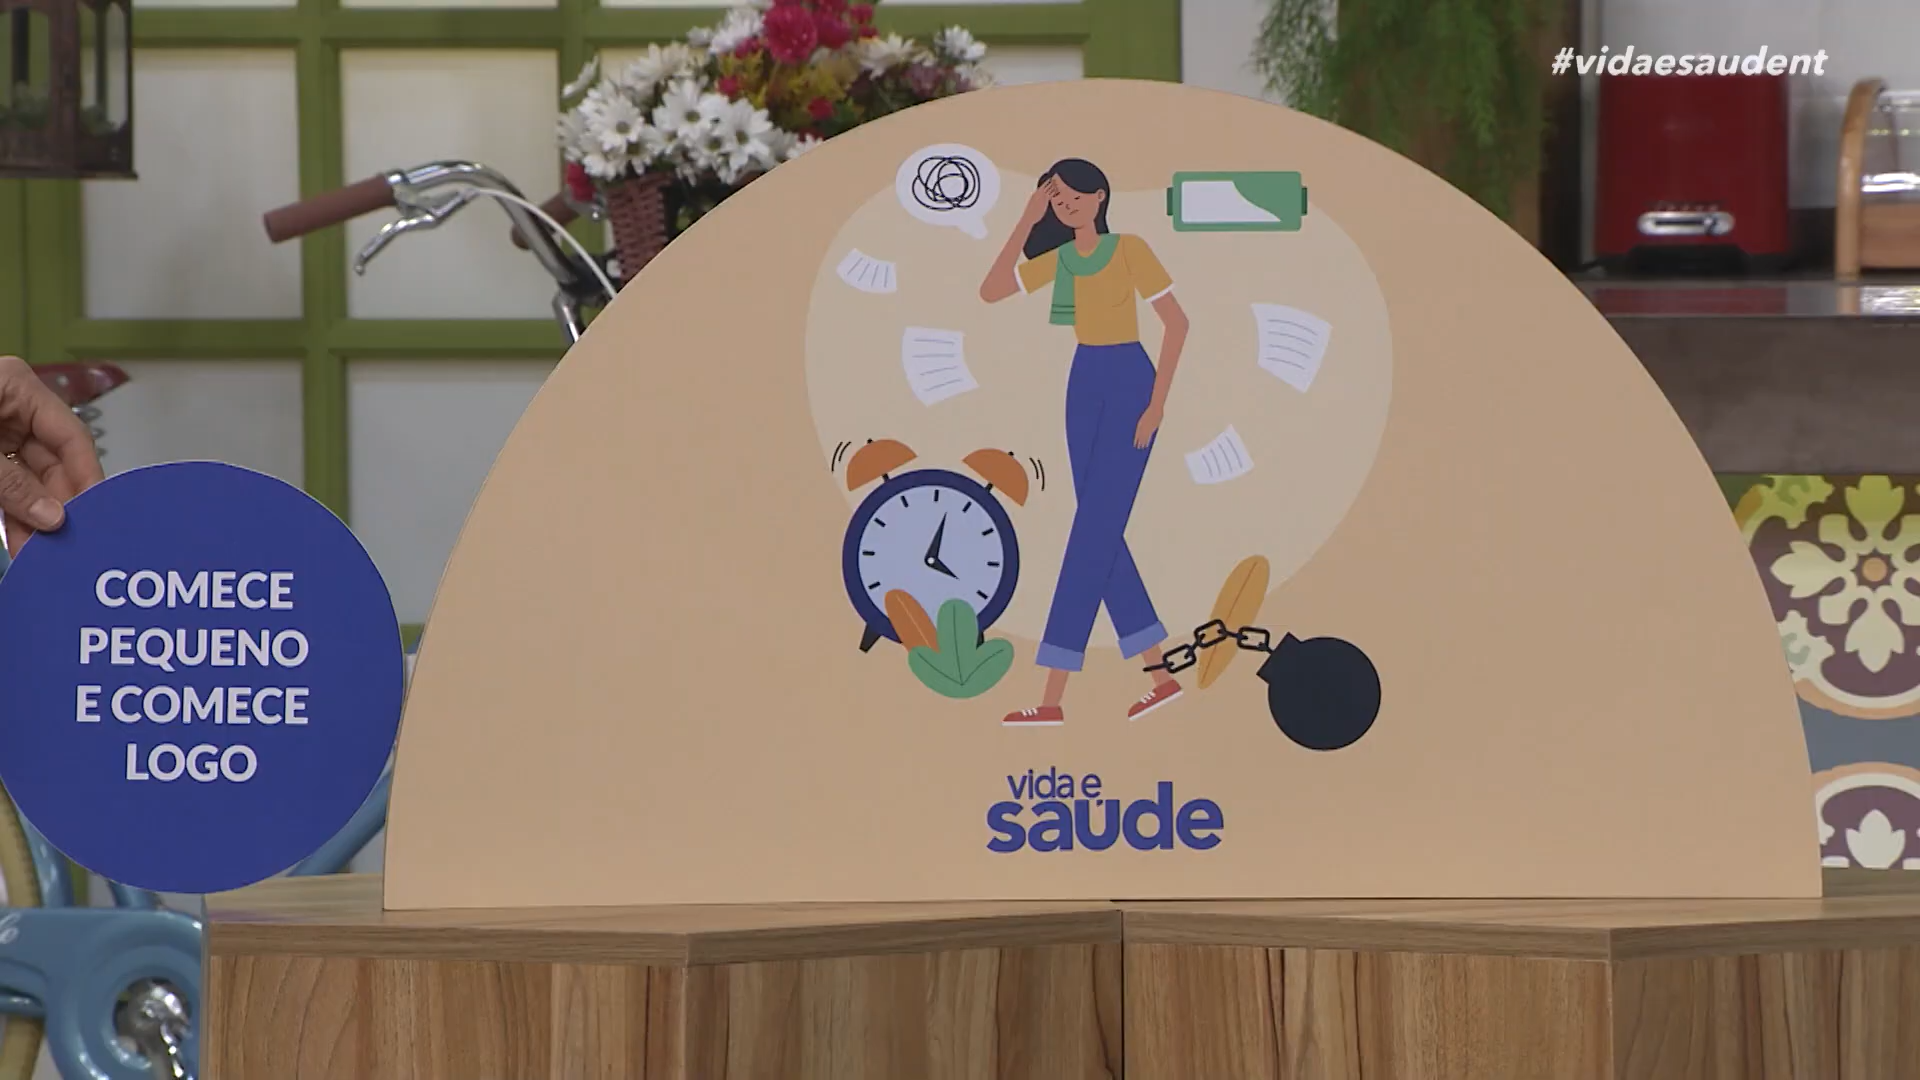 #vidaesaudent
COMECE
PEQUENO
E COMECE
LOGO
vida e
saúde